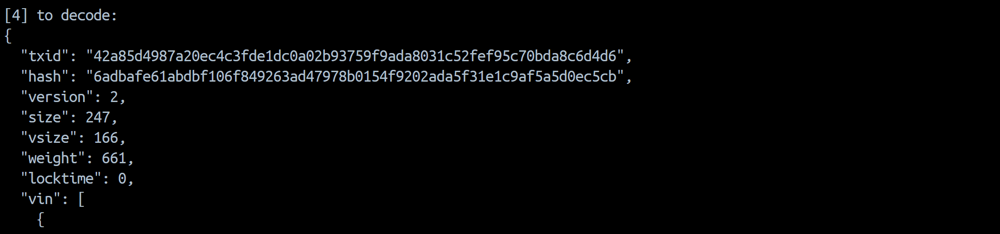 [4] to decode:
{
  "txid": "42a85d4987a20ec4c3fde1dc0a02b93759f9ada8031c52fef95c70bda8c6d4d6",
  "hash": "6adbafe61abdbf106f849263ad47978b0154f9202ada5f31e1c9af5a5d0ec5cb",
  "version": 2,
  "size": 247,
  "vsize": 166,
  "weight": 661,
  "locktime": 0,
  "vin": [
    {